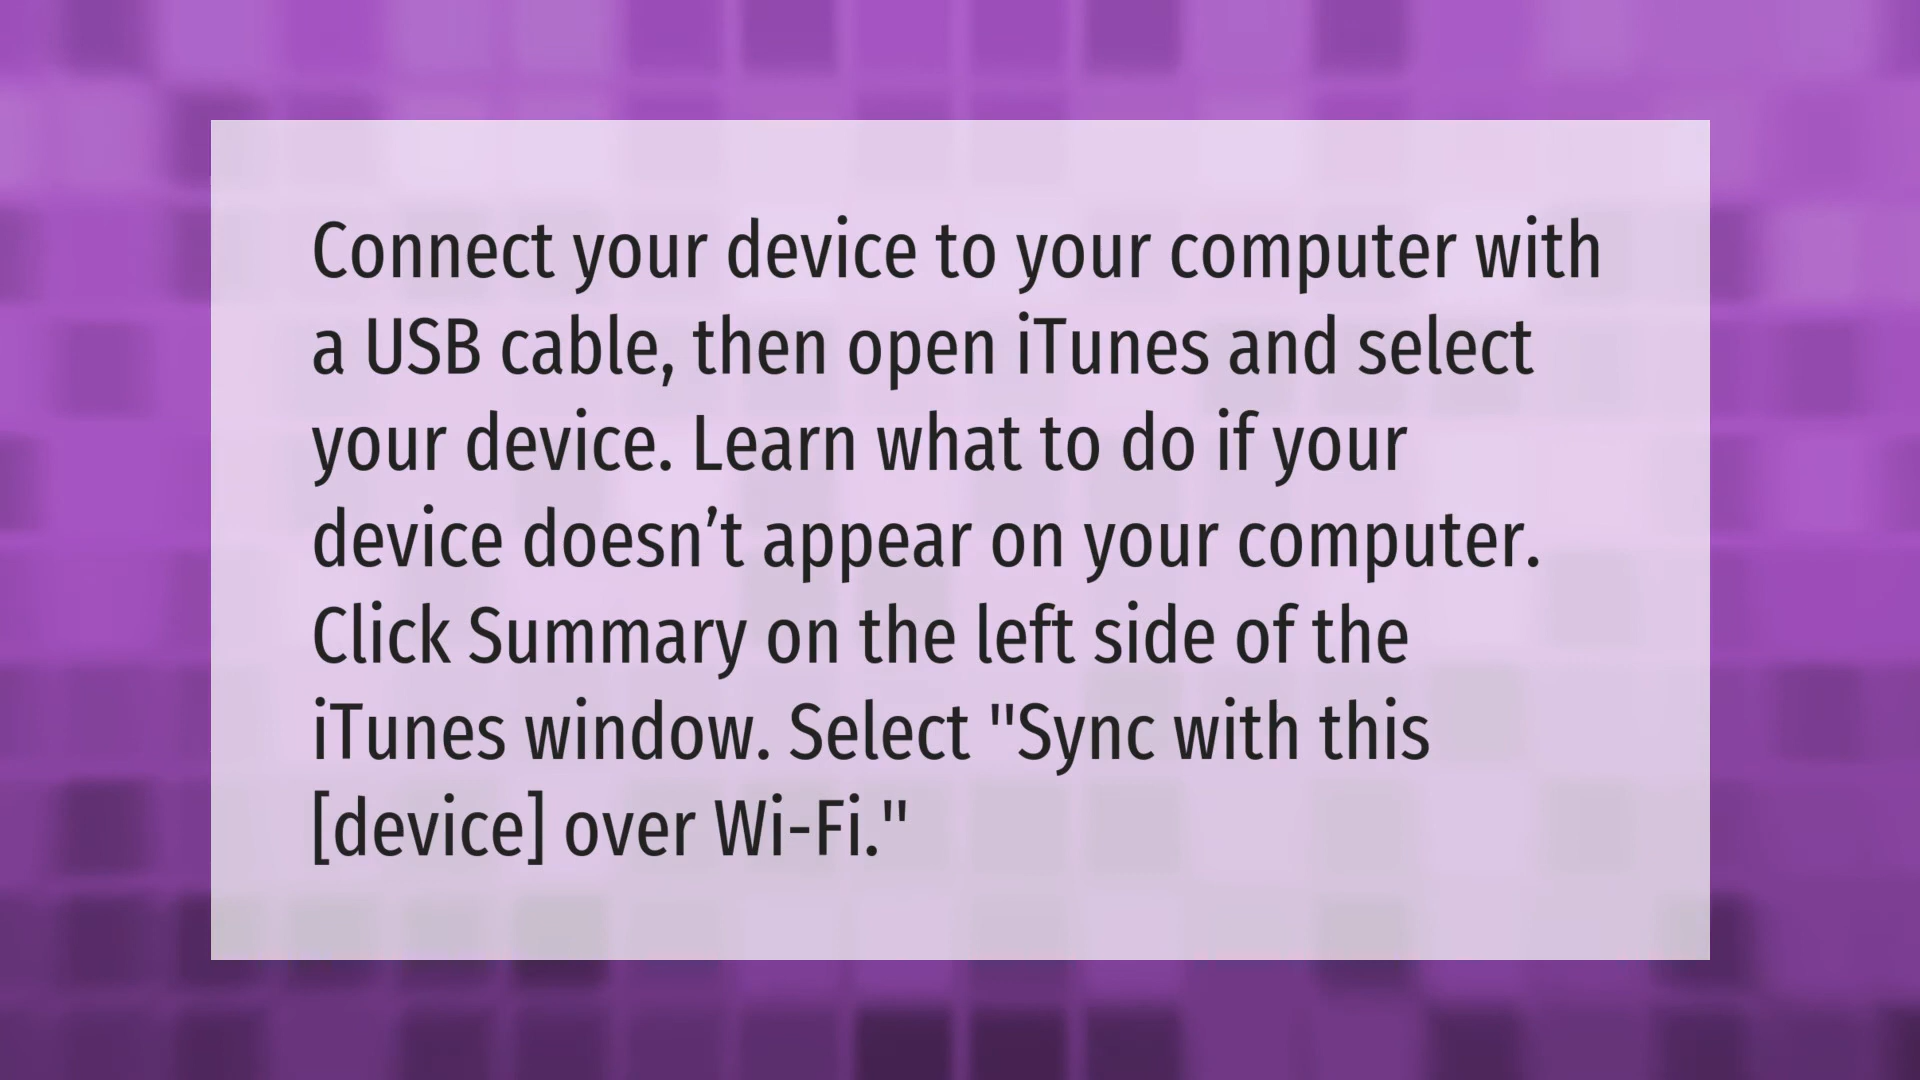 Connect your device to your computer with
a USB cable, then open iTunes and select
your device. Learn what to do if your
device doesn’t appear on your computer.
Click Summary on the left side of the
iTunes window. Select "Sync with this
[device] over Wi-Fi."